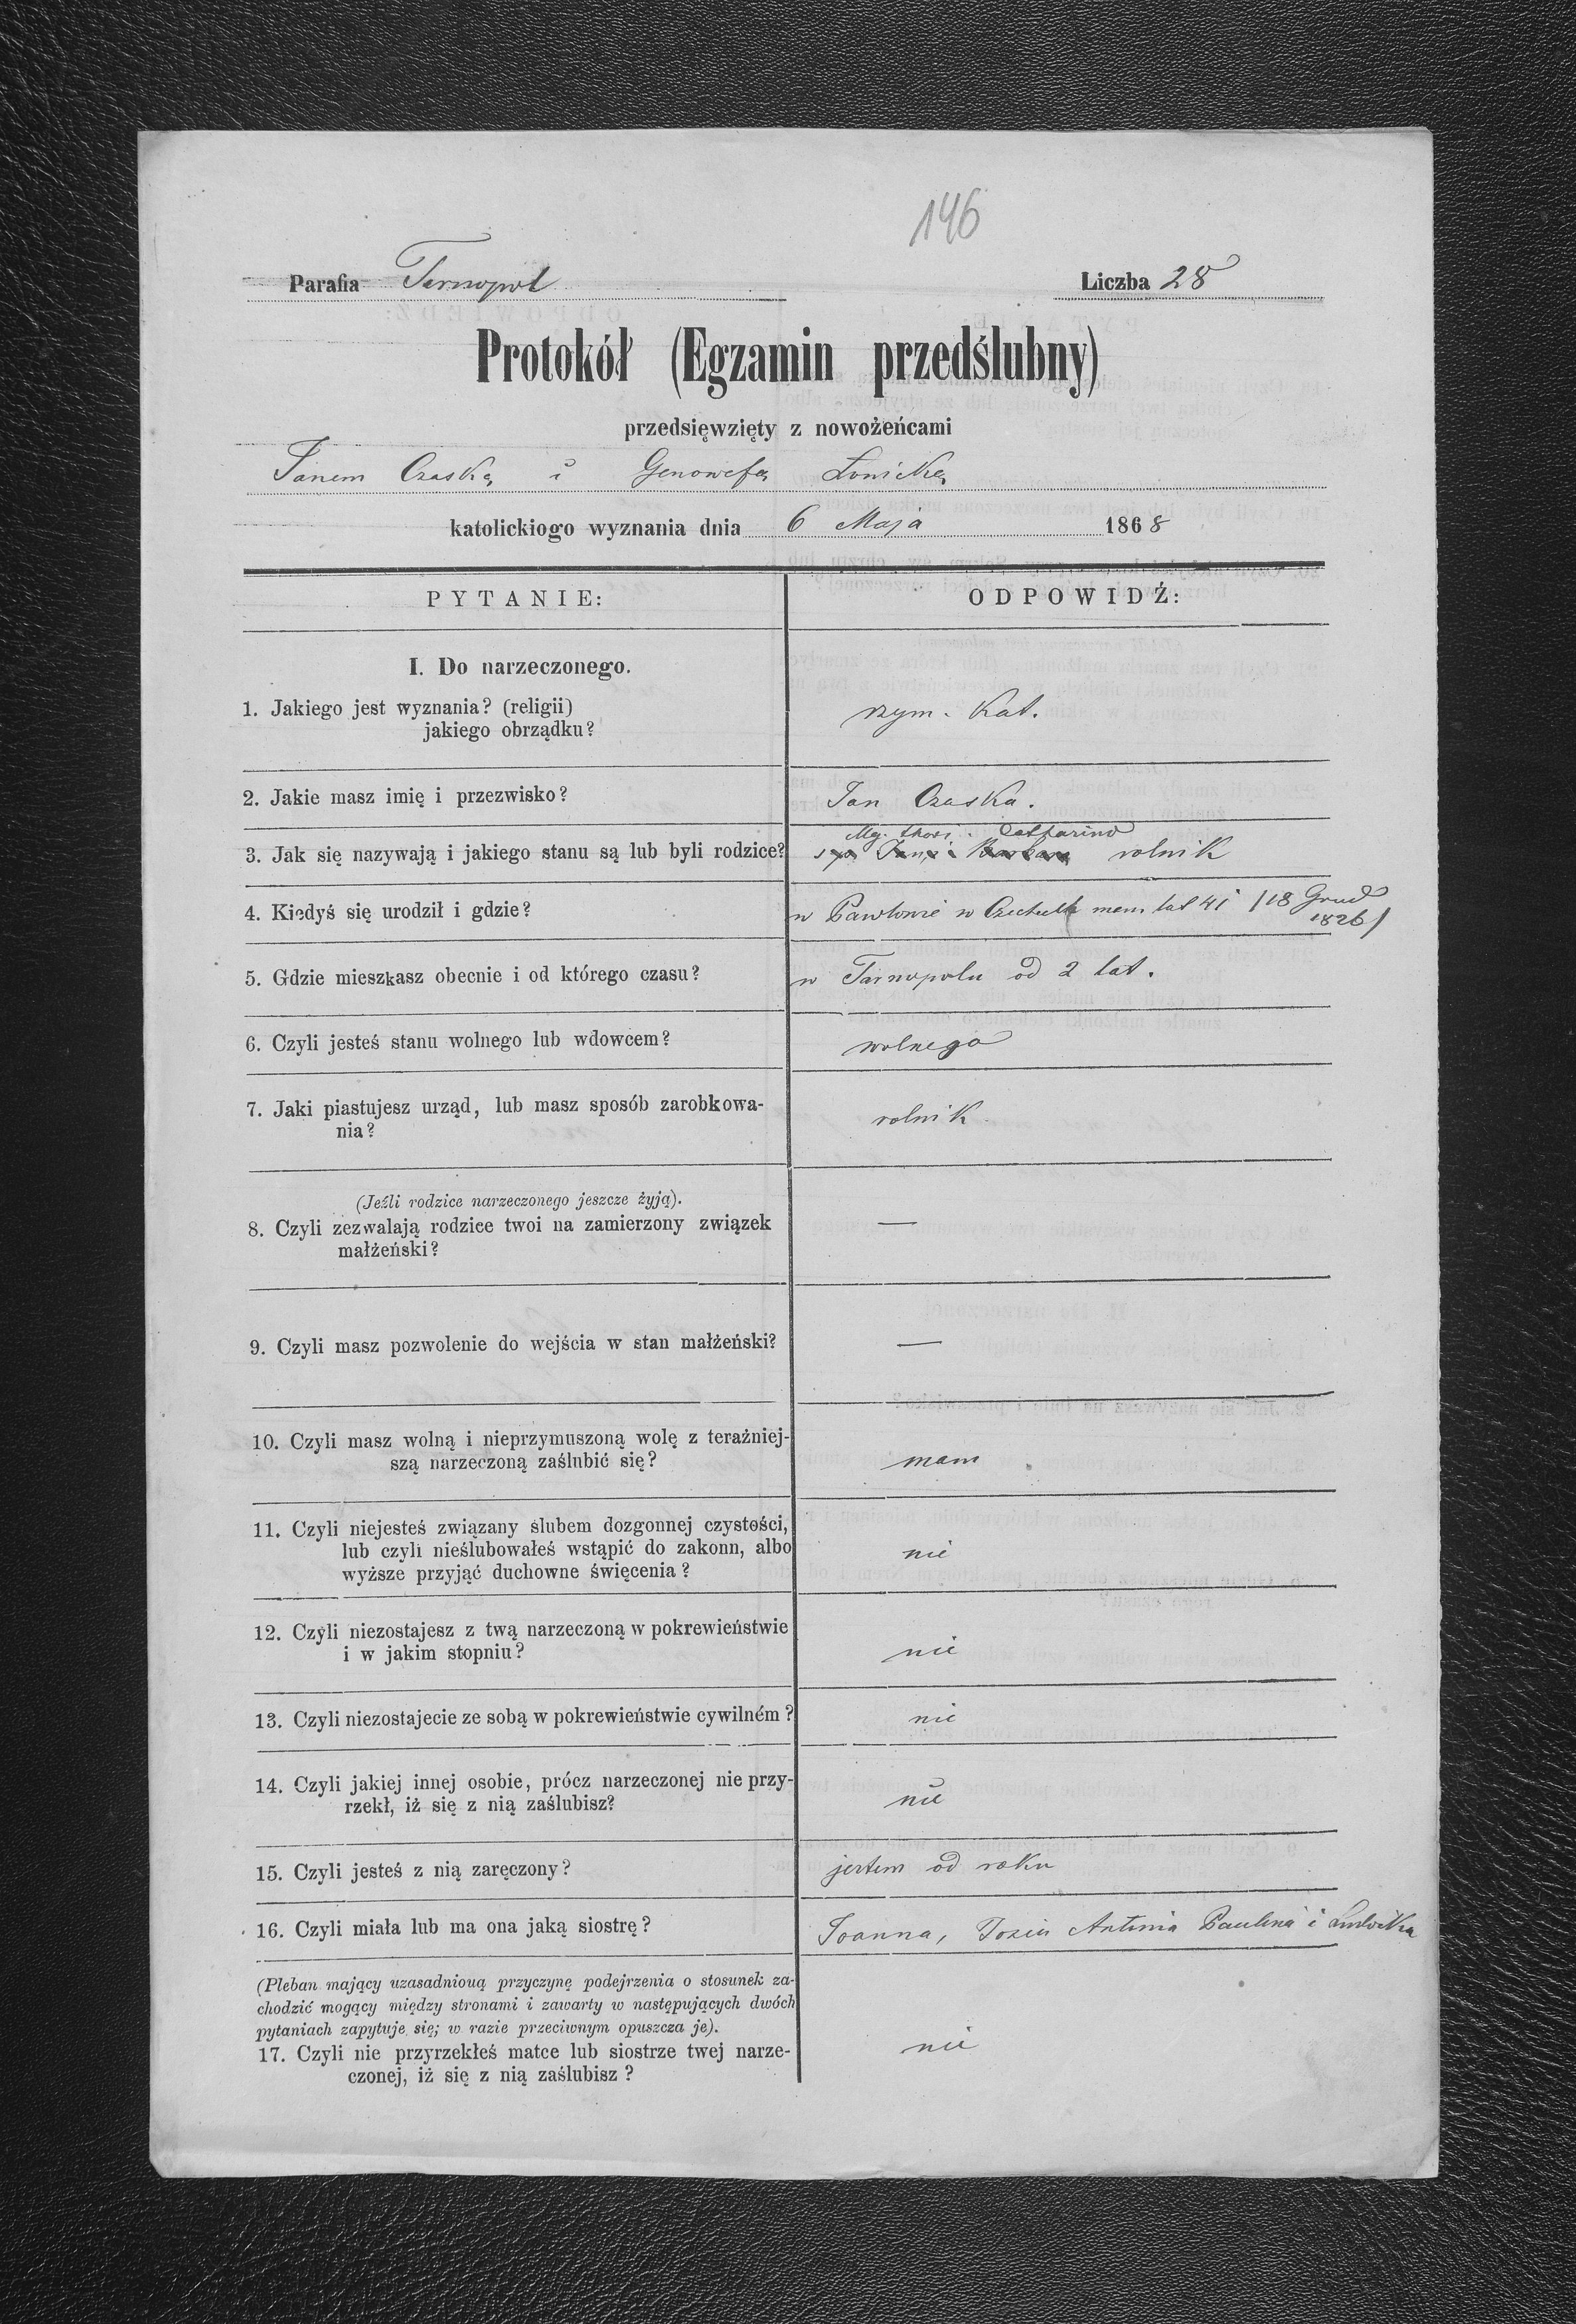 146
Parafia Tarnopol Liczba 28
Protokół (Egzamin przedślubny)
przedsięwzięty z nowożeńcami
Janem Czaską i Genowefą Łonicką
katolickiogo wyznania dnia 6 Maja 1868
PYTANIE: ODPOWIDŹ:
I. Do narzeczonego.
1. Jakiego jest wyznania? (religii)
jakiego obrządku? rzym. kat.
2. Jakie masz imię i przezwisko? Jan Czaska.
Catharina
3. Jak się nazywają i jakiego stanu są lub byli rodzice? syn Jana i Barbara rolnik
4. Kiedyś się urodził i gdzie? w w mam lat 41 (18 Grud
1826)
5. Gdzie mieszkasz obecnie i od którego czasu? w Tarnopolu od 2 lat.
6. Czyli jesteś stanu wolnego lub wdowcem? wolnego
7. Jaki piastujesz urząd, lub masz sposób zarobkowa-
nia? rolnik
(Jeźli rodzice narzeczonego jeszcze żyją).
8. Czyli zezwalają rodzice twoi na zamierzony związek —
małżeński?
9. Czyli masz pozwolenie do wejścia w stan małżeński? —
10. Czyli masz wolną i nieprzymuszoną wolę z teraźniej-
szą narzeczoną zaślubić się? mam
11. Czyli niejesteś związany ślubem dozgonnej czystości,
lub czyli nieślubowałeś wstąpić do zakonn, albo nie
wyższe przyjąć duchowne święcenia?
12. Czyli niezostajesz z twą narzeczoną w pokrewieństwie
i w jakim stopniu? nie
13. Czyli niezostajecie ze sobą w pokrewieństwie cywilném? nie
14. Czyli jakiej innej osobie, prócz narzeczonej nie przy-
rzekł, iż się z nią zaślubisz? nie
15. Czyli jesteś z nią zaręczony? jestem od roku
16. Czyli miała lub ma ona jaką siostrę? Joanna, Antonia Paulina i Ludwika
(Pleban mający uzasadnioną przyczynę podejrzenia o stosunek za-
chodzić mogący między stronami i zawarty w następujących dwóch
pytaniach zapytuje się; w razie przeciwnym opuszcza je).
17. Czyli nie przyrzekłeś matce lub siostrze twej narze- nie
czonej, iż się z nią zaślubisz?